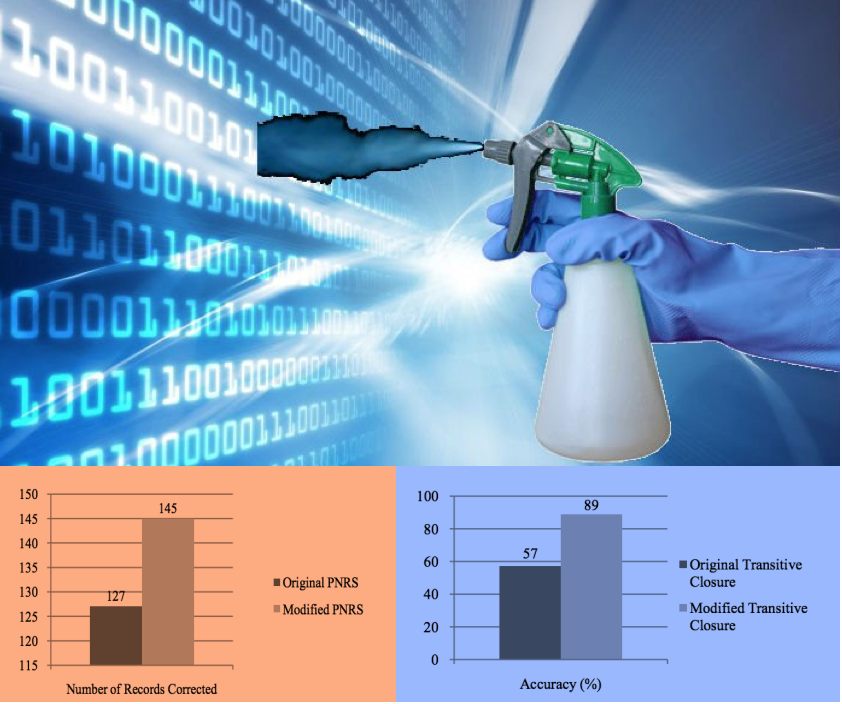 150
145
140
135
130
125
120
115
145
127
Original PNRS
Modified PNRS
Number of Records Corrected
100
80
60
40
20
0
89
57
Original Transitive
Closure
Modified Transitive
Closure
Accuracy (%)